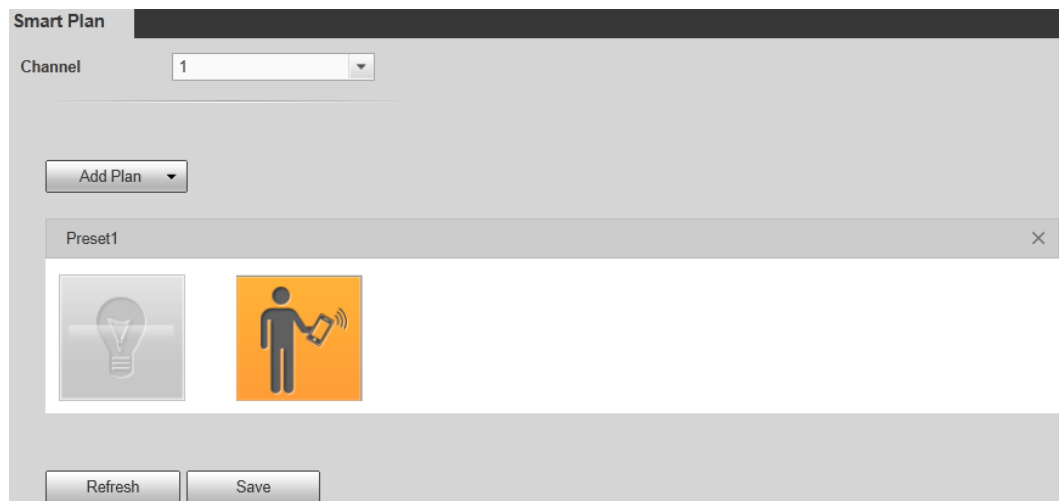 Smart Plan
Channel 1
Add Plan
Preset1
Refresh Save